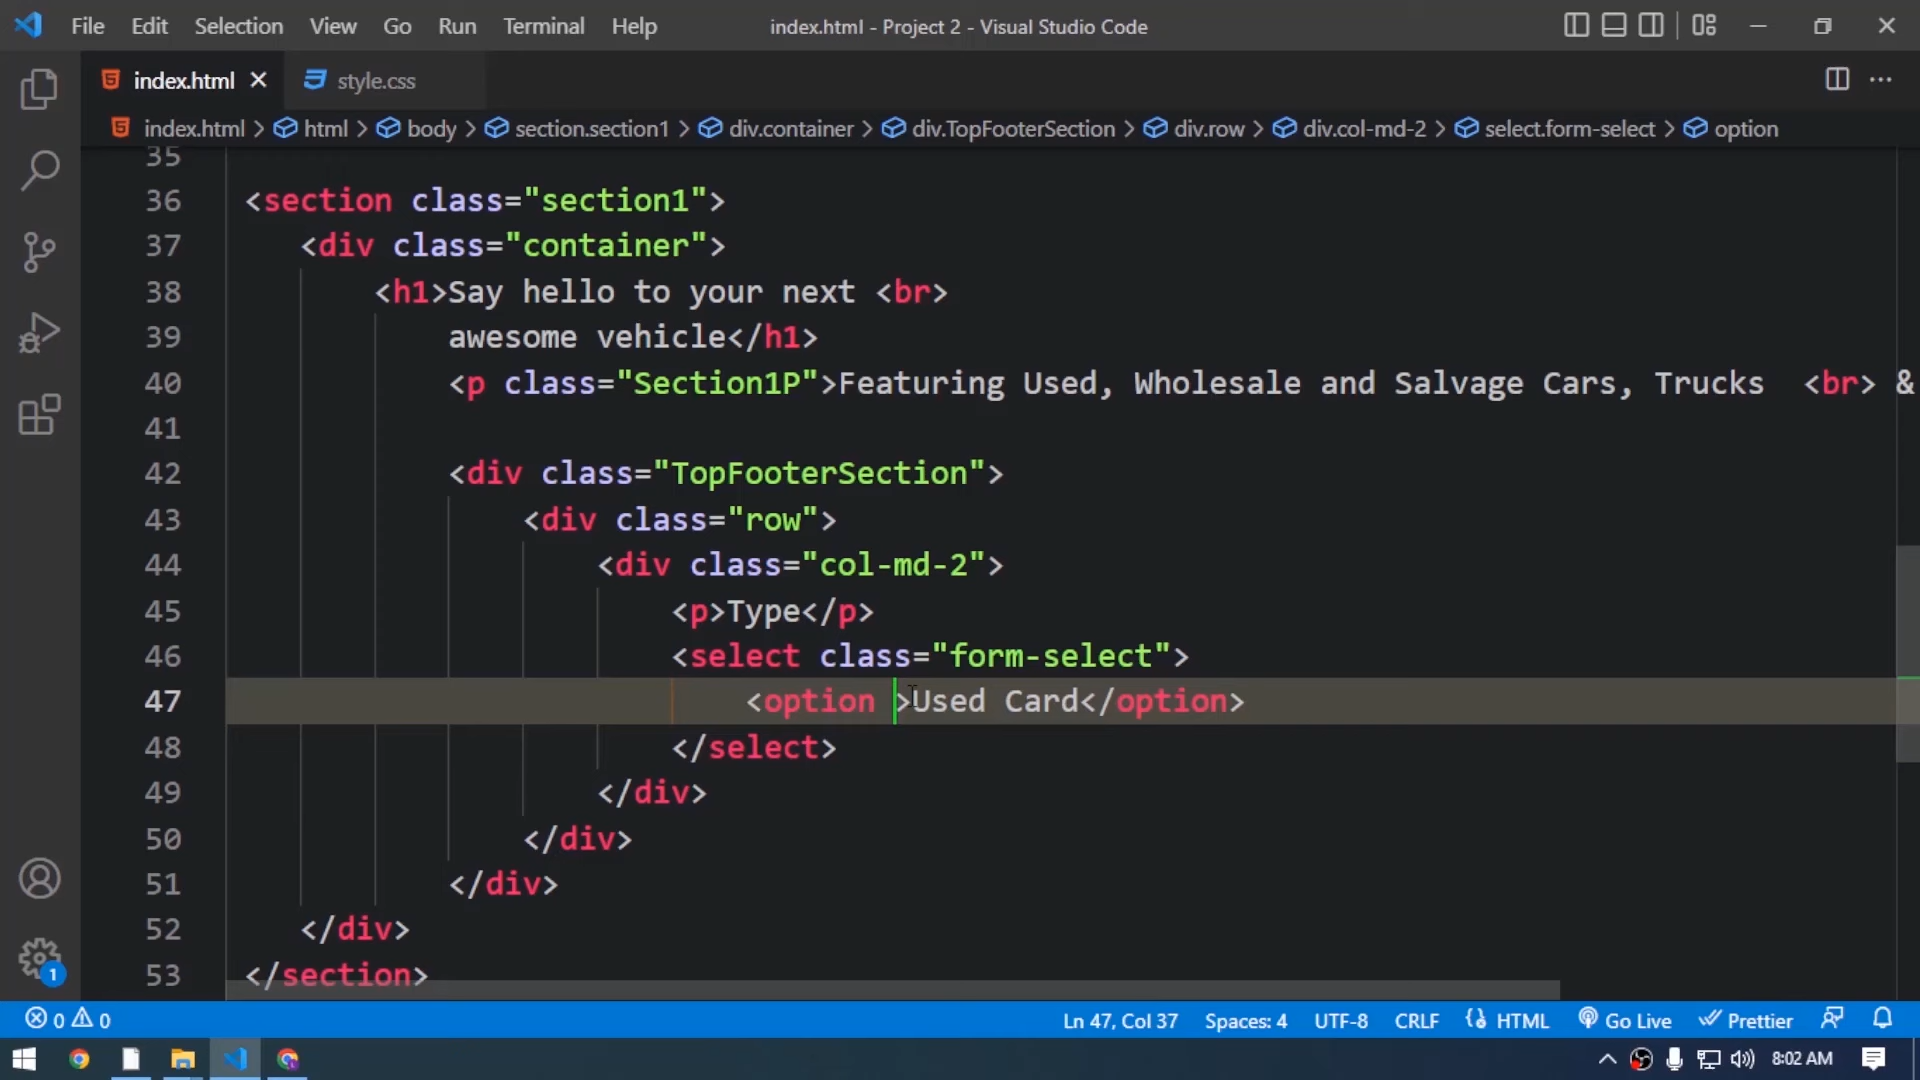 File Edit Selection View Go Run Terminal Help index.html - Project 2 - Visual Studio Code
index.html style.css
index.html > html > body > section.section1 > div.container > div.TopFooterSection > div.row > div.col-md-2 > select.form-select > option
35
36 <section class="section1">
37 <div class="container">
38 <h1>Say hello to your next <br>
39 awesome vehicle</h1>
40 <p class="Section1P">Featuring Used, Wholesale and Salvage Cars, Trucks <br> &
41
42 <div class="TopFooterSection">
43 <div class="row">
44 <div class="col-md-2">
45 <p>Type</p>
46 <select class="form-select">
47 <option >Used Card</option>
48 </select>
49 </div>
50 </div>
51 </div>
52 </div>
53 </section>
1
0 0 Ln 47, Col 37 Spaces: 4 UTF-8 CRLF HTML Go Live Prettier
8:02 AM